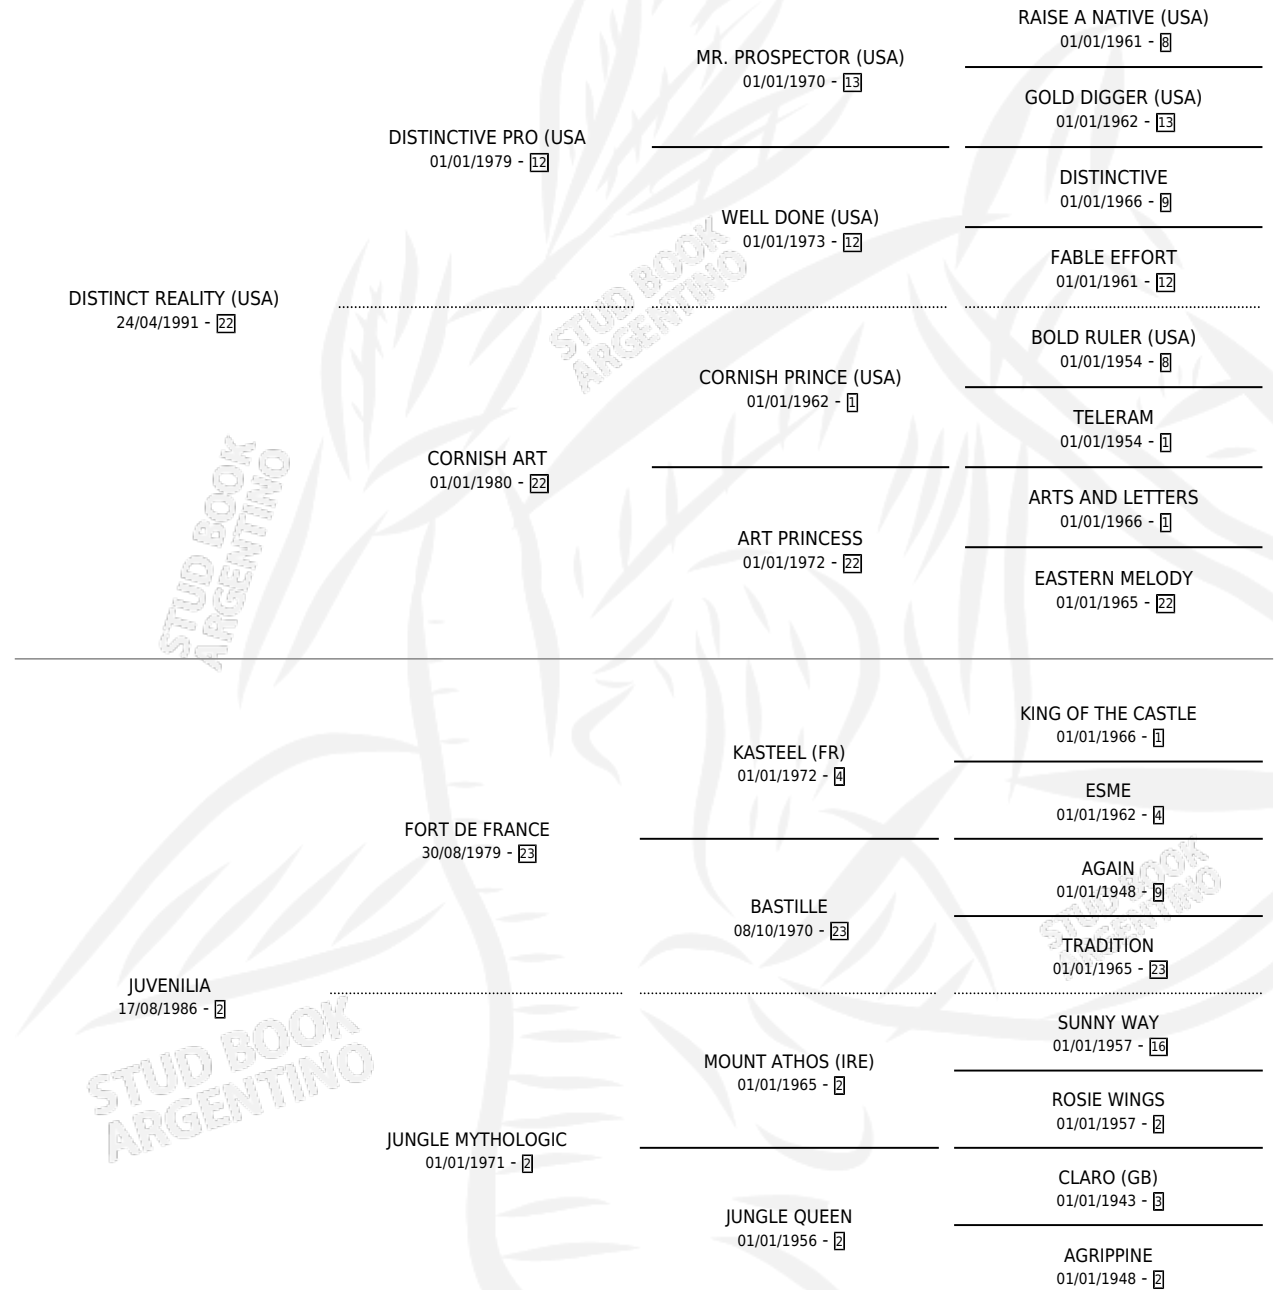 RAISE A NATIVE (USA)
01/01/1961 - 8
MR. PROSPECTOR (USA)
01/01/1970 - 13
GOLD DIGGER (USA)
01/01/1962 - 13
DISTINCTIVE PRO (USA
01/01/1979 - 12
DISTINCTIVE
01/01/1966 - 9
WELL DONE (USA)
01/01/1973 - 12
FABLE EFFORT
01/01/1961 - 12
DISTINCT REALITY (USA)
24/04/1991 - 22
BOLD RULER (USA)
01/01/1954 - 8
CORNISH PRINCE (USA)
01/01/1962 - 1
TELERAM
01/01/1954 - 1
CORNISH ART
01/01/1980 - 22
ARTS AND LETTERS
01/01/1966 - 1
ART PRINCESS
01/01/1972 - 22
EASTERN MELODY
01/01/1965 - 22
KING OF THE CASTLE
01/01/1966 - 1
KASTEEL (FR)
01/01/1972 - 4
ESME
01/01/1962 - 4
FORT DE FRANCE
30/08/1979 - 23
AGAIN
01/01/1948 - 9
BASTILLE
08/10/1970 - 23
TRADITION
01/01/1965 - 23
JUVENILIA
17/08/1986 - 2
SUNNY WAY
01/01/1957 - 16
MOUNT ATHOS (IRE)
01/01/1965 - 2
ROSIE WINGS
01/01/1957 - 2
JUNGLE MYTHOLOGIC
01/01/1971 - 2
CLARO (GB)
01/01/1943 - 3
JUNGLE QUEEN
01/01/1956 - 2
AGRIPPINE
01/01/1948 - 2
STUD BOOK
ARGENTINO
STUD BOOK
ARGENTINO
STUD BOOK
ARGENTINO
STUD BOOK
ARGENTINO